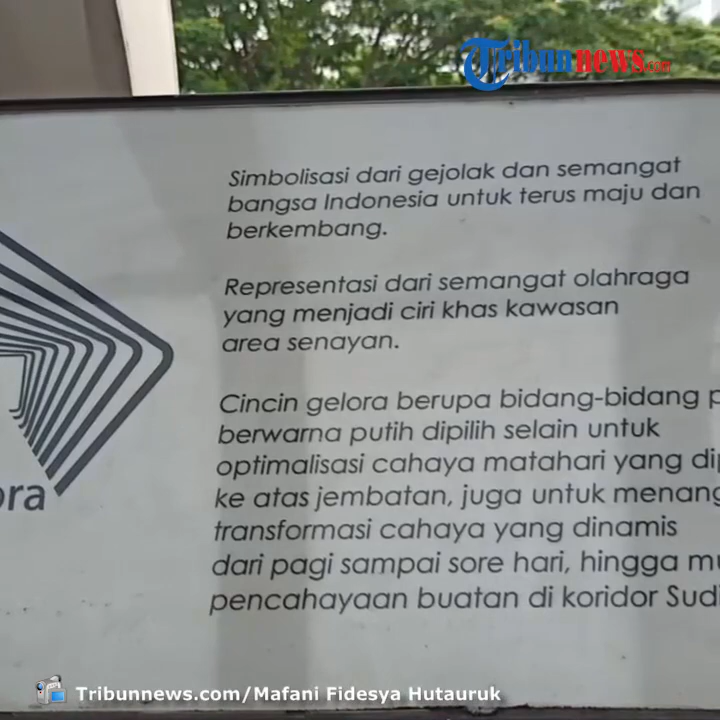 Tribunnews.com
Simbolisasi dari gejolak dan semangat
bangsa Indonesia untuk terus maju dan
berkembang.
Representasi dari semangat olahraga
yang menjadi ciri khas kawasan
area senayan.
Cincin gelora berupa bidang-bidang
berwarna putih dipilih selain untuk
optimalisasi cahaya matahari yang
ke atas jembatan, juga untuk
transformasi cahaya yang dinamis
dari pagi sampai sore hari, hingga
pencahayaan buatan di koridor
Tribunnews.com/Mafani Fidesya Hutauruk